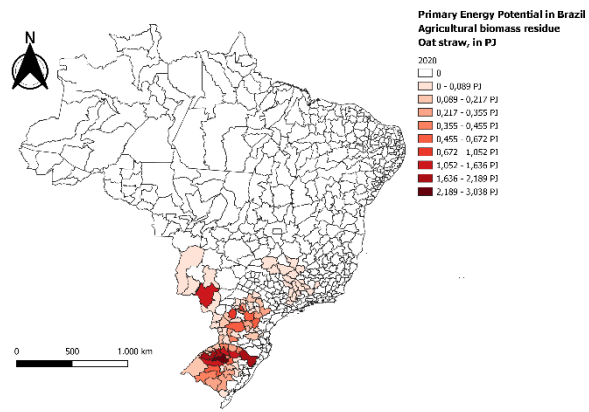 Primary Energy Potential in Brazil
Agricultural biomass residue
Oat straw, in PJ
2020
0
0 - 0,089 PJ
0,089 - 0,217 PJ
0,217 - 0,355 PJ
0,355 - 0,455 PJ
0,455 - 0,672 PJ
0,672 - 1,052 PJ
1,052 - 1,636 PJ
1,636 - 2,189 PJ
2,189 - 3,038 PJ
N
0 500 1.000 km